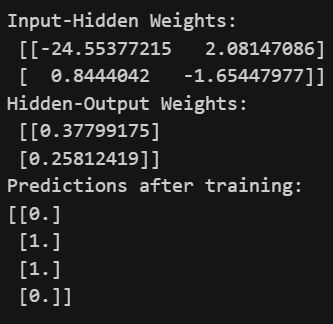 Input-Hidden Weights:
[[-24.55377215 2.08147086]
[ 0.8444042 -1.65447977]]
Hidden-Output Weights:
[[0.37799175]
[0.25812419]]
Predictions after training:
[[0.]
[1.]
[1.]
[0.]]